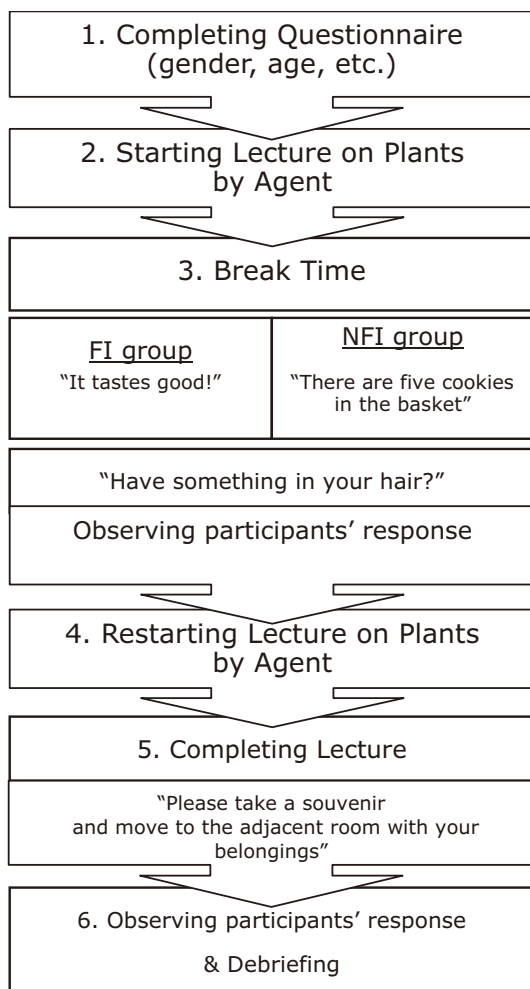 1. Completing Questionnaire
(gender, age, etc.)
2. Starting Lecture on Plants
by Agent
3. Break Time
FI group
“It tastes good!”
NFI group
“There are five cookies
in the basket”
“Have something in your hair?”
Observing participants’ response
4. Restarting Lecture on Plants
by Agent
5. Completing Lecture
“Please take a souvenir
and move to the adjacent room with your
belongings”
6. Observing participants’ response
& Debriefing